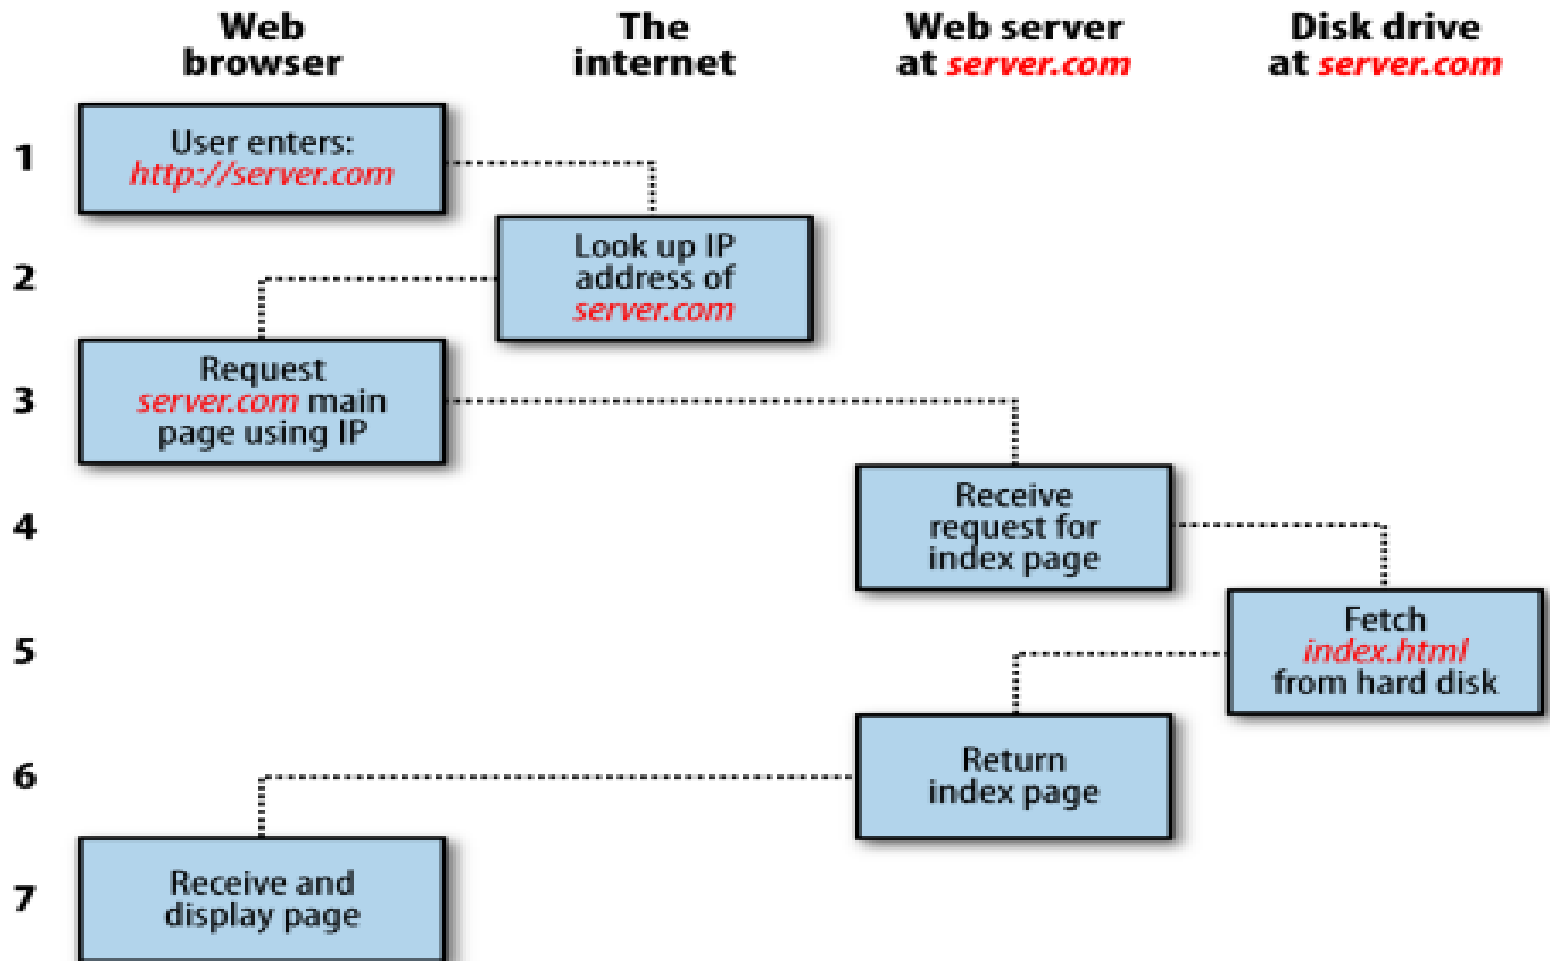 Web
browser
The
internet
Web server
at server.com
Disk drive
at server.com
1
User enters:
http://server.com
2
Look up IP
address of
server.com
3
Request
server.com main
page using IP
4
Receive
request for
index page
5
Fetch
index.html
from hard disk
6
Return
index page
7
Receive and
display page